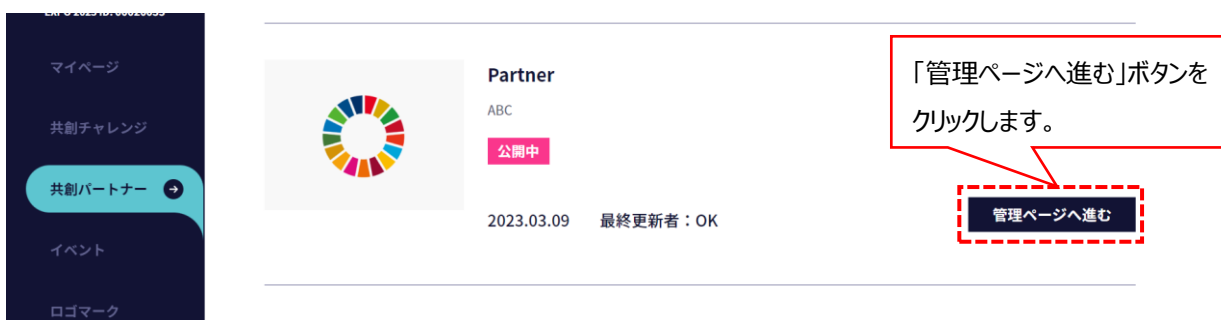 マイページ
共創チャレンジ
共創パートナー
イベント
ロゴマーク
Partner
ABC
公開中
2023.03.09 最終更新者：OK
「管理ページへ進む」ボタンを
クリックします。
管理ページへ進む